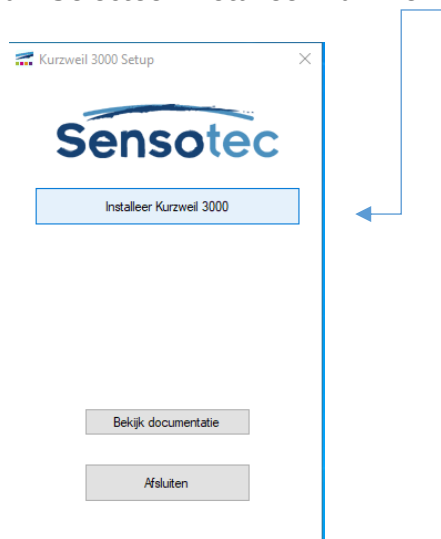 Kurzweil 3000 Setup
Sensotec
Installeer Kurzweil 3000
Bekijk documentatie
Afsluiten